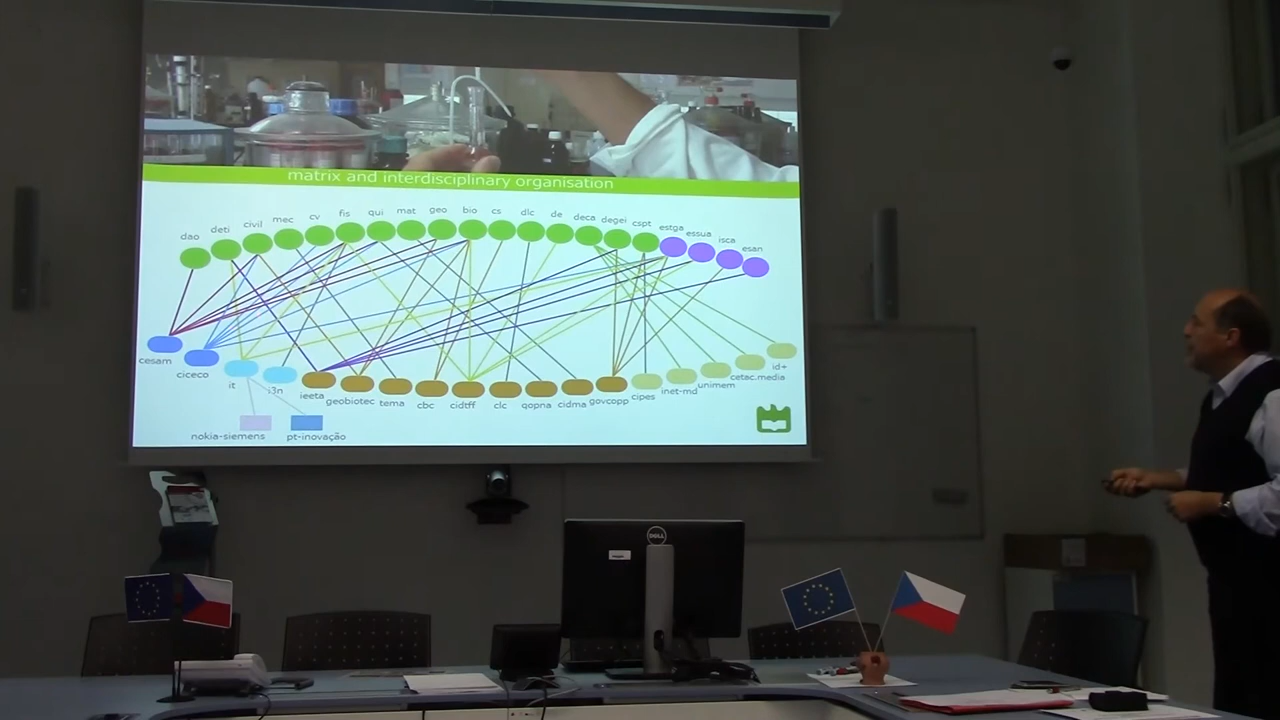 matrix and interdisciplinary organisation
dao deti civil mec cv fis qui mat geo bio cs dlc de deca degei cspt estga essua isca esan
cesam ciceco it i3n ieeta geobiotec tema cbc cidtff clc qopna cidma govcopp cipes inet-md unimem cetac.media id+
nokia-siemens pt-inovação
DELL